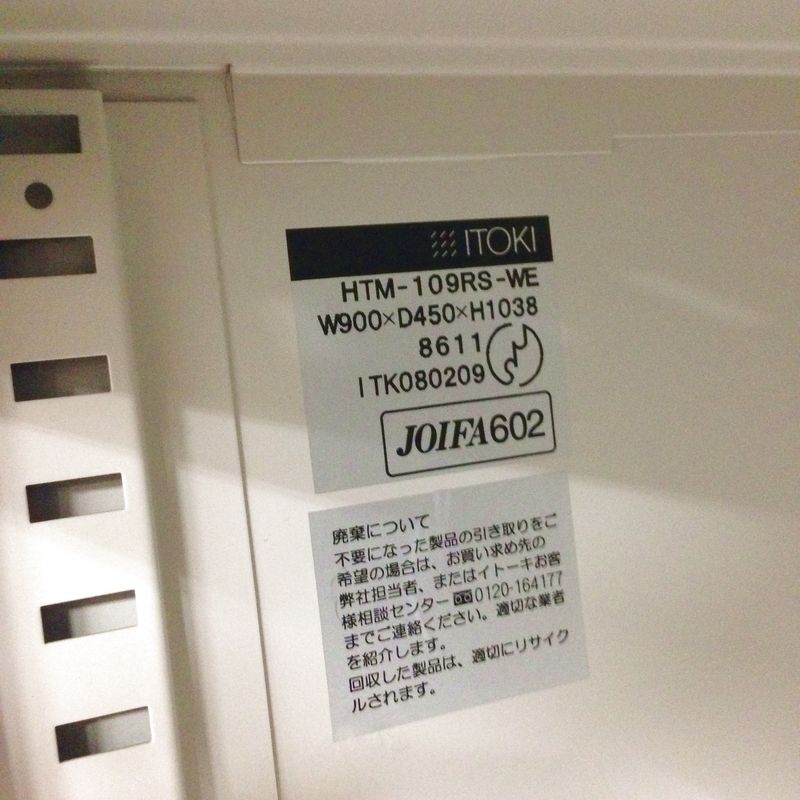 ITOKI
HTM-109RS-WE
W900×D450×H1038
8611
ITK080209
JOIFA602
廃棄について
不要になった製品の引き取りをご
希望の場合は、お買い求め先の
弊社担当者、またはイトーキお客
様相談センター 0120-164177
までご連絡ください。適切な業者
を紹介します。
回収した製品は、適切にリサイク
ルされます。